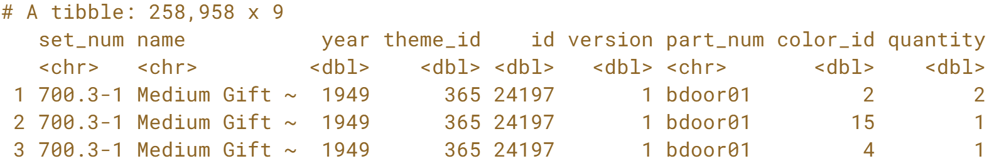 # A tibble: 258,958 x 9
set_num name year theme_id id version part_num color_id quantity
<chr> <chr> <dbl> <dbl> <dbl> <dbl> <chr> <dbl> <dbl>
1 700.3-1 Medium Gift ~ 1949 365 24197 1 bdoor01 2 2
2 700.3-1 Medium Gift ~ 1949 365 24197 1 bdoor01 15 1
3 700.3-1 Medium Gift ~ 1949 365 24197 1 bdoor01 4 1